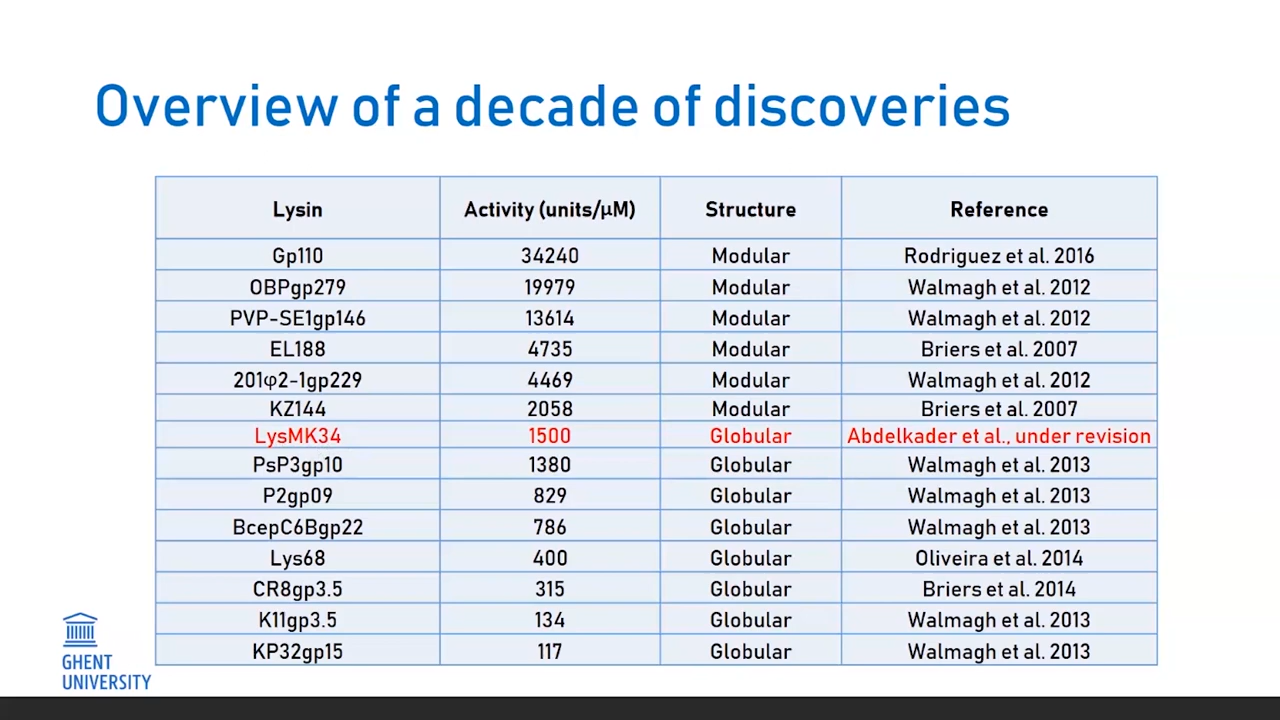 Overview of a decade of discoveries
Lysin Activity (units/µM) Structure Reference
Gp110 34240 Modular Rodriguez et al. 2016
OBPgp279 19979 Modular Walmagh et al. 2012
PVP-SE1gp146 13614 Modular Walmagh et al. 2012
EL188 4735 Modular Briers et al. 2007
201φ2-1gp229 4469 Modular Walmagh et al. 2012
KZ144 2058 Modular Briers et al. 2007
LysMK34 1500 Globular Abdelkader et al., under revision
PsP3gp10 1380 Globular Walmagh et al. 2013
P2gp09 829 Globular Walmagh et al. 2013
BcepC6Bgp22 786 Globular Walmagh et al. 2013
Lys68 400 Globular Oliveira et al. 2014
CR8gp3.5 315 Globular Briers et al. 2014
K11gp3.5 134 Globular Walmagh et al. 2013
KP32gp15 117 Globular Walmagh et al. 2013
GHENT
UNIVERSITY